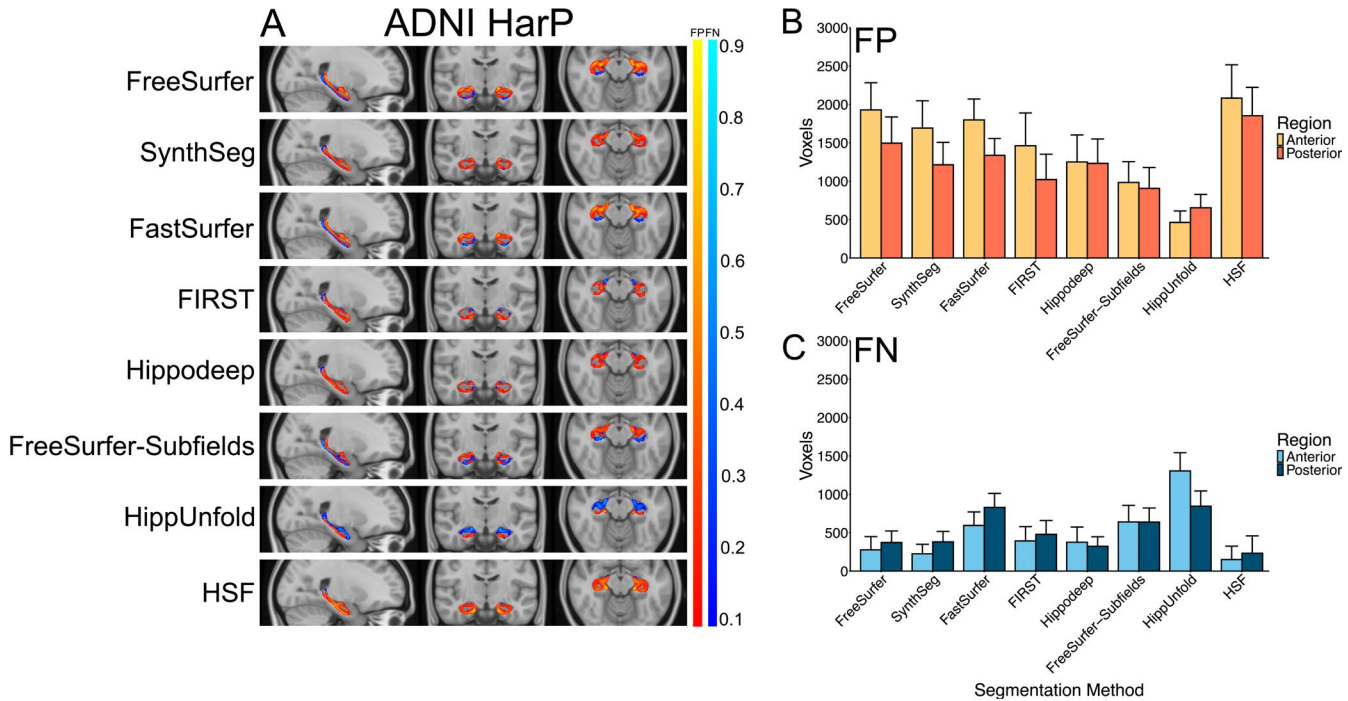 A ADNI HarP
FreeSurfer
SynthSeg
FastSurfer
FIRST
Hippodeep
FreeSurfer-Subfields
HippUnfold
HSF
FP FN
0.9
0.8
0.7
0.6
0.5
0.4
0.3
0.2
0.1
B FP
3000
2500
2000
1500
1000
500
0
Voxels
FreeSurfer
SynthSeg
FastSurfer
FIRST
Hippodeep
FreeSurfer-Subfields
HippUnfold
HSF
Region
Anterior
Posterior
C FN
3000
2500
2000
1500
1000
500
0
Voxels
FreeSurfer
SynthSeg
FastSurfer
FIRST
Hippodeep
FreeSurfer-Subfields
HippUnfold
HSF
Region
Anterior
Posterior
Segmentation Method